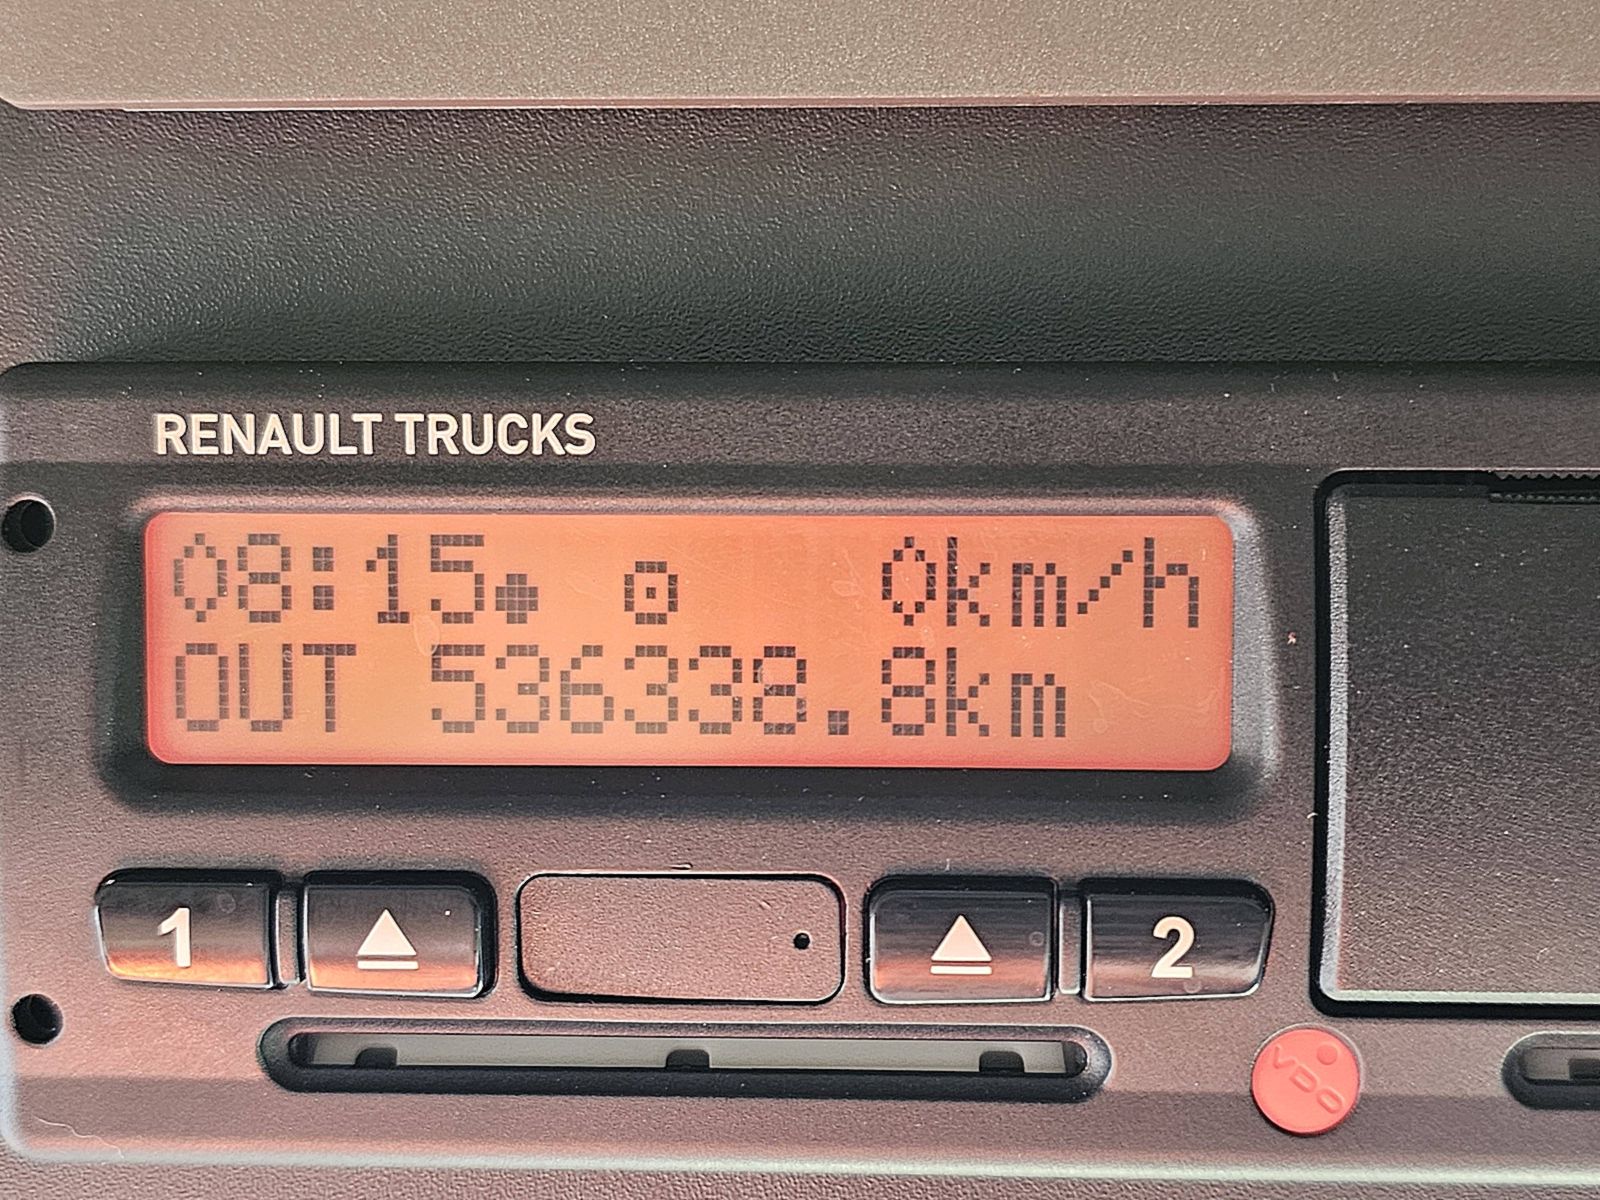 RENAULT TRUCKS
08:15● ⊡ 0km/h
OUT 536338.8km
1
2
VDO